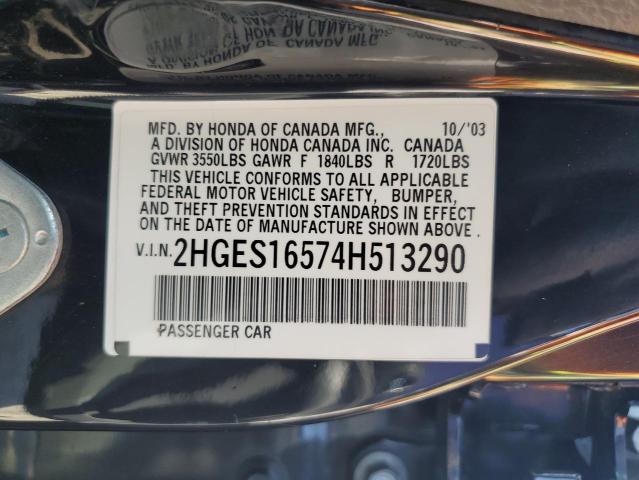 MFD. BY HONDA OF CANADA MFG., 10/'03
A DIVISION OF HONDA CANADA INC. CANADA
GVWR 3550LBS GAWR F 1840LBS R 1720LBS
THIS VEHICLE CONFORMS TO ALL APPLICABLE
FEDERAL MOTOR VEHICLE SAFETY, BUMPER,
AND THEFT PREVENTION STANDARDS IN EFFECT
ON THE DATE OF MANUFACTURE SHOWN ABOVE.
V.I.N. 2HGES16574H513290
PASSENGER CAR